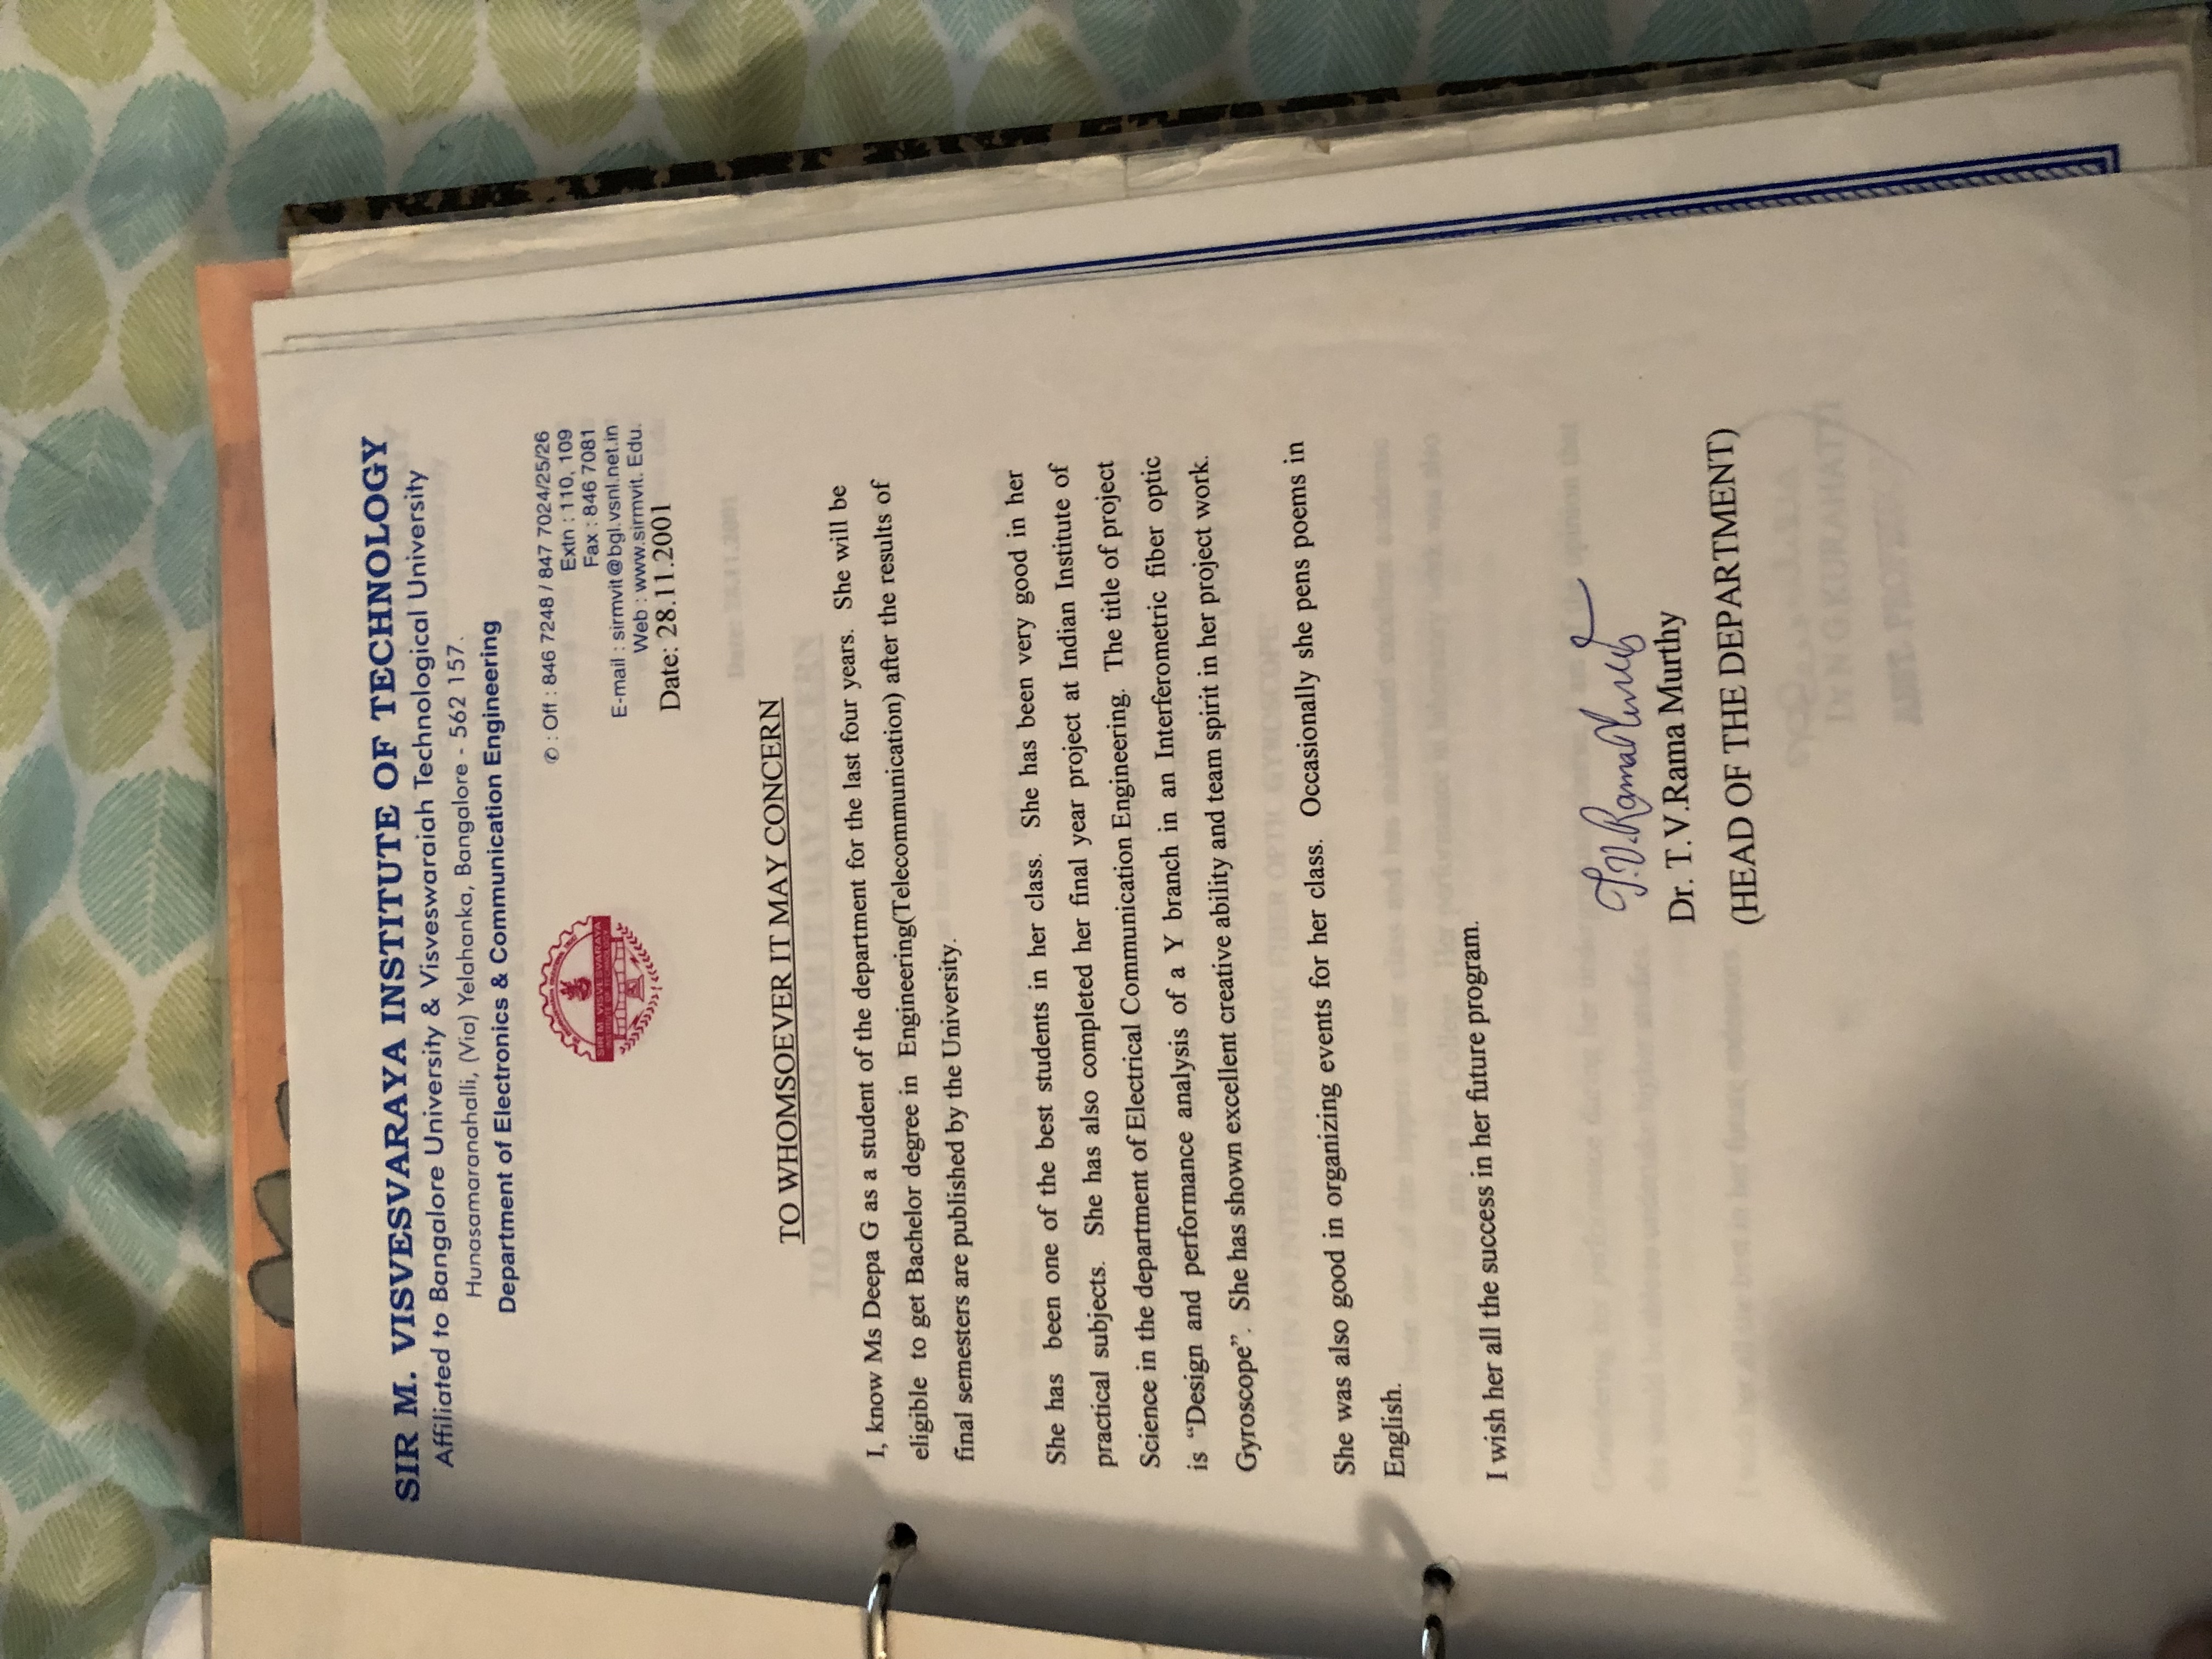 SIR M. VISVESVARAYA INSTITUTE OF TECHNOLOGY
Affiliated to Bangalore University & Visveswaraiah Technological University
Hunasamaranahalli, (Via) Yelahanka, Bangalore - 562 157.
Department of Electronics & Communication Engineering
✆ : Off : 846 7248 / 847 7024/25/26
Extn : 110, 109
Fax : 846 7081
E-mail : sirmvit@bgl.vsnl.net.in
Web : www.sirmvit. Edu.
SIR M. VISVESVARAYA
INSTITUTE OF TECHNOLOGY
Date: 28.11.2001
TO WHOMSOEVER IT MAY CONCERN
I, know Ms Deepa G as a student of the department for the last four years. She will be
eligible to get Bachelor degree in Engineering(Telecommunication) after the results of
final semesters are published by the University.
She has been one of the best students in her class. She has been very good in her
practical subjects. She has also completed her final year project at Indian Institute of
Science in the department of Electrical Communication Engineering. The title of project
is “Design and performance analysis of a Y branch in an Interferometric fiber optic
Gyroscope”. She has shown excellent creative ability and team spirit in her project work.
She was also good in organizing events for her class. Occasionally she pens poems in
English.
I wish her all the success in her future program.
T.V. Rama Murthy
Dr. T.V.Rama Murthy
(HEAD OF THE DEPARTMENT)